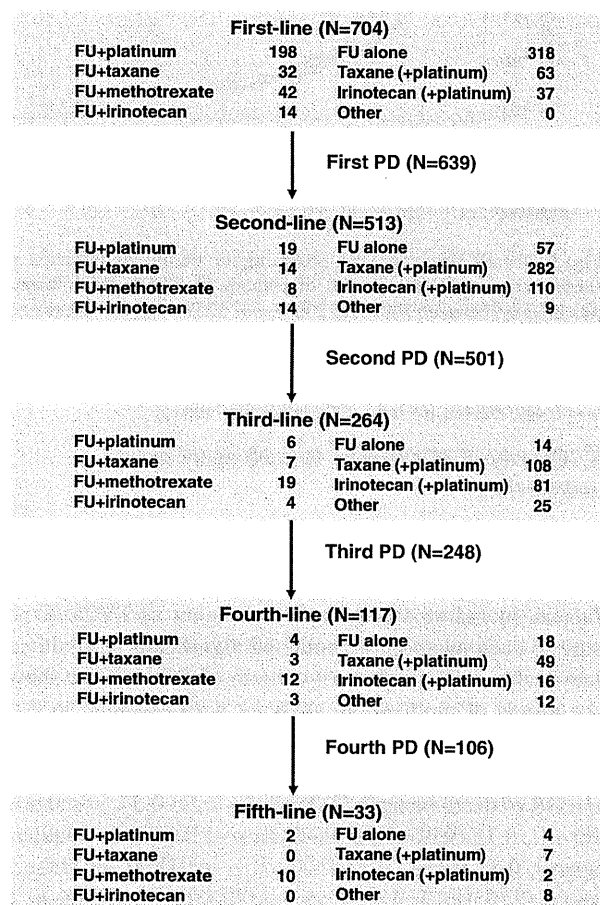 First-line (N=704)
FU+platinum 198 FU alone 318
FU+taxane 32 Taxane (+platinum) 63
FU+methotrexate 42 Irinotecan (+platinum) 37
FU+irinotecan 14 Other 0
First PD (N=639)
Second-line (N=513)
FU+platinum 19 FU alone 57
FU+taxane 14 Taxane (+platinum) 282
FU+methotrexate 8 Irinotecan (+platinum) 110
FU+irinotecan 14 Other 9
Second PD (N=501)
Third-line (N=264)
FU+platinum 6 FU alone 14
FU+taxane 7 Taxane (+platinum) 108
FU+methotrexate 19 Irinotecan (+platinum) 81
FU+irinotecan 4 Other 25
Third PD (N=248)
Fourth-line (N=117)
FU+platinum 4 FU alone 18
FU+taxane 3 Taxane (+platinum) 49
FU+methotrexate 12 Irinotecan (+platinum) 16
FU+irinotecan 3 Other 12
Fourth PD (N=106)
Fifth-line (N=33)
FU+platinum 2 FU alone 4
FU+taxane 0 Taxane (+platinum) 7
FU+methotrexate 10 Irinotecan (+platinum) 2
FU+irinotecan 0 Other 8